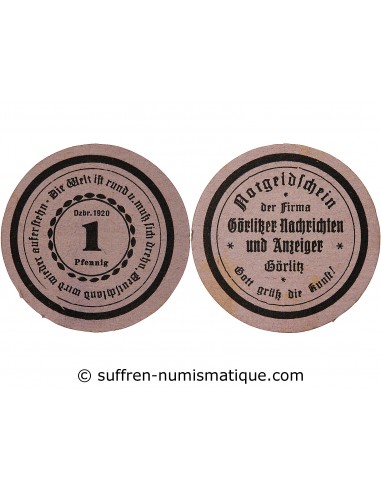 Die Welt ist rund u. muß sich drehn, Deutschland wird wieder auferstehn -
Dzbr. 1920
1
Pfennig
Notgeldschein
der Firma
Görlitzer Nachrichten
und Anzeiger
Görlitz
Gott grüß die Kunst!
© suffren-numismatique.com